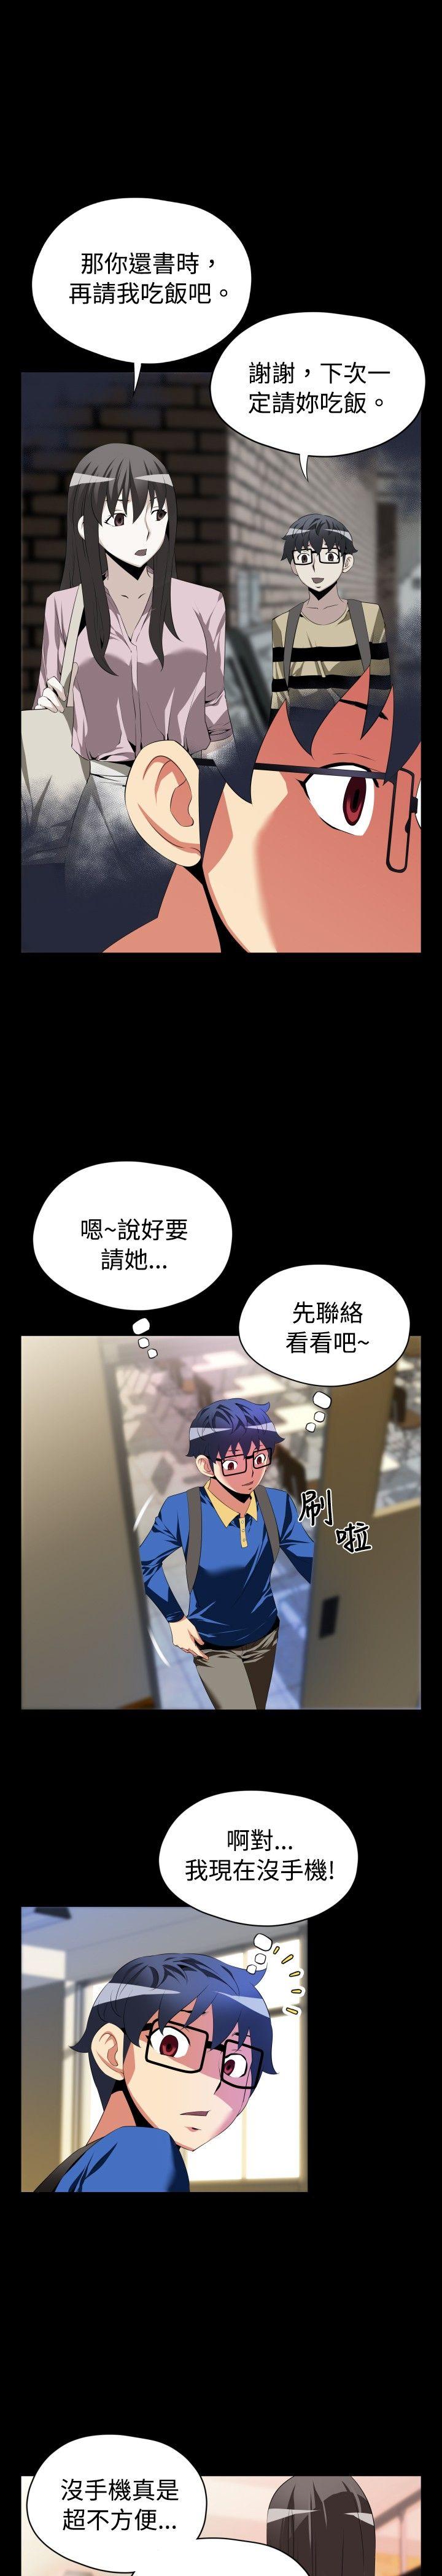 那你還書時，
再請我吃飯吧。
謝謝，下次一
定請妳吃飯。
嗯~說好要
請她...
先聯絡
看看吧~
刷
啦
啊對...
我現在沒手機!
沒手機真是
超不方便...